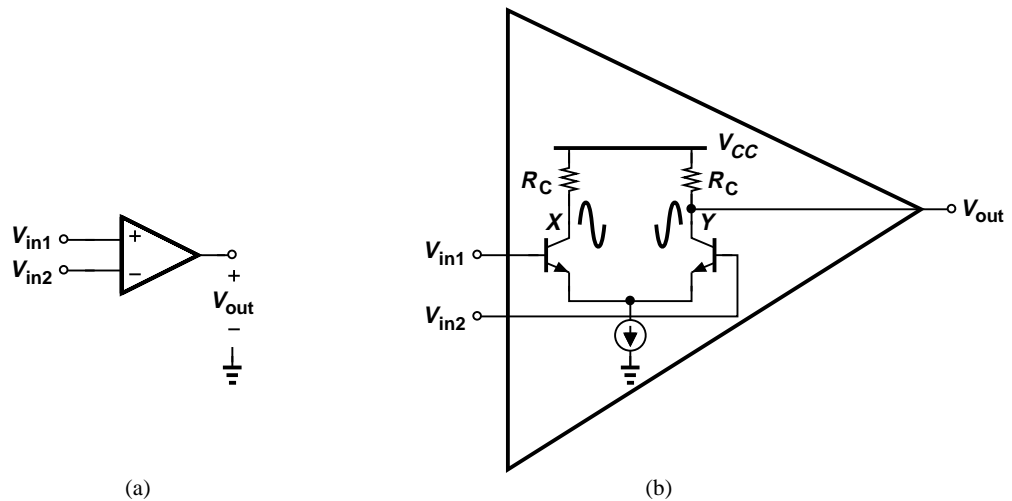 V_in1
V_in2
+
−
+
V_out
−
(a)
V_CC
R_C
R_C
X
Y
V_in1
V_in2
V_out
(b)